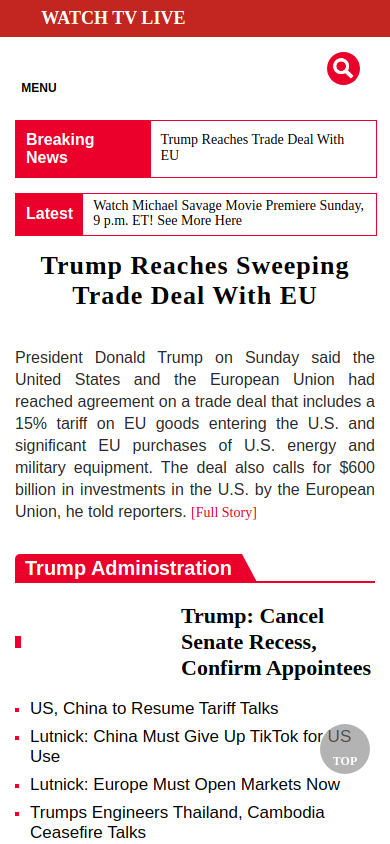 WATCH TV LIVE
MENU
Breaking
News
Trump Reaches Trade Deal With
EU
Latest
Watch Michael Savage Movie Premiere Sunday,
9 p.m. ET! See More Here
Trump Reaches Sweeping
Trade Deal With EU
President Donald Trump on Sunday said the
United States and the European Union had
reached agreement on a trade deal that includes a
15% tariff on EU goods entering the U.S. and
significant EU purchases of U.S. energy and
military equipment. The deal also calls for $600
billion in investments in the U.S. by the European
Union, he told reporters. [Full Story]
Trump Administration
Trump: Cancel
Senate Recess,
Confirm Appointees
US, China to Resume Tariff Talks
Lutnick: China Must Give Up TikTok for US
Use
TOP
Lutnick: Europe Must Open Markets Now
Trumps Engineers Thailand, Cambodia
Ceasefire Talks